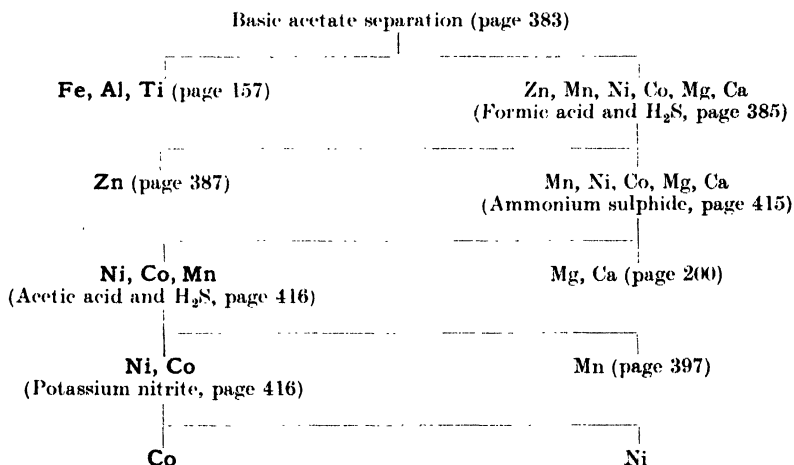 Basic acetate separation (page 383)
Fe, Al, Ti (page 157)
Zn, Mn, Ni, Co, Mg, Ca
(Formic acid and H₂S, page 385)
Zn (page 387)
Mn, Ni, Co, Mg, Ca
(Ammonium sulphide, page 415)
Ni, Co, Mn
(Acetic acid and H₂S, page 416)
Mg, Ca (page 200)
Ni, Co
(Potassium nitrite, page 416)
Mn (page 397)
Co
Ni